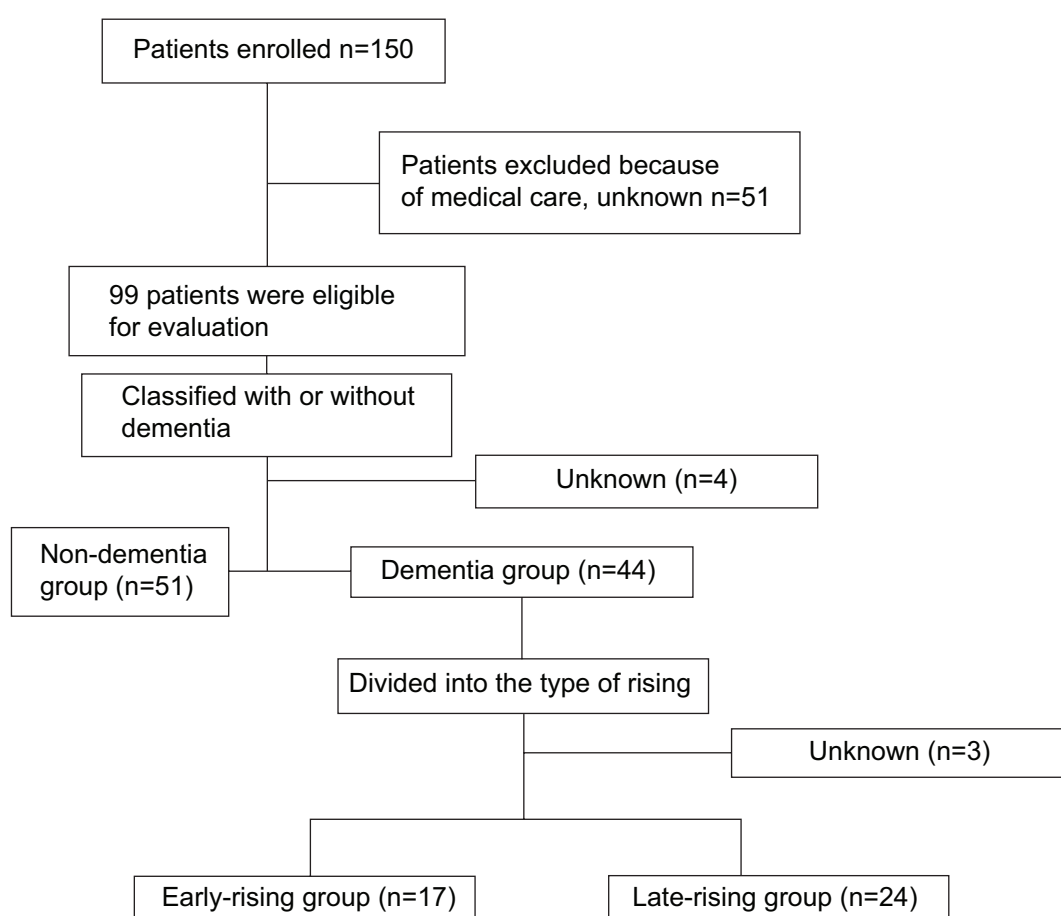 Patients enrolled n=150
Patients excluded because
of medical care, unknown n=51
99 patients were eligible
for evaluation
Classified with or without
dementia
Unknown (n=4)
Non-dementia
group (n=51)
Dementia group (n=44)
Divided into the type of rising
Unknown (n=3)
Early-rising group (n=17)
Late-rising group (n=24)